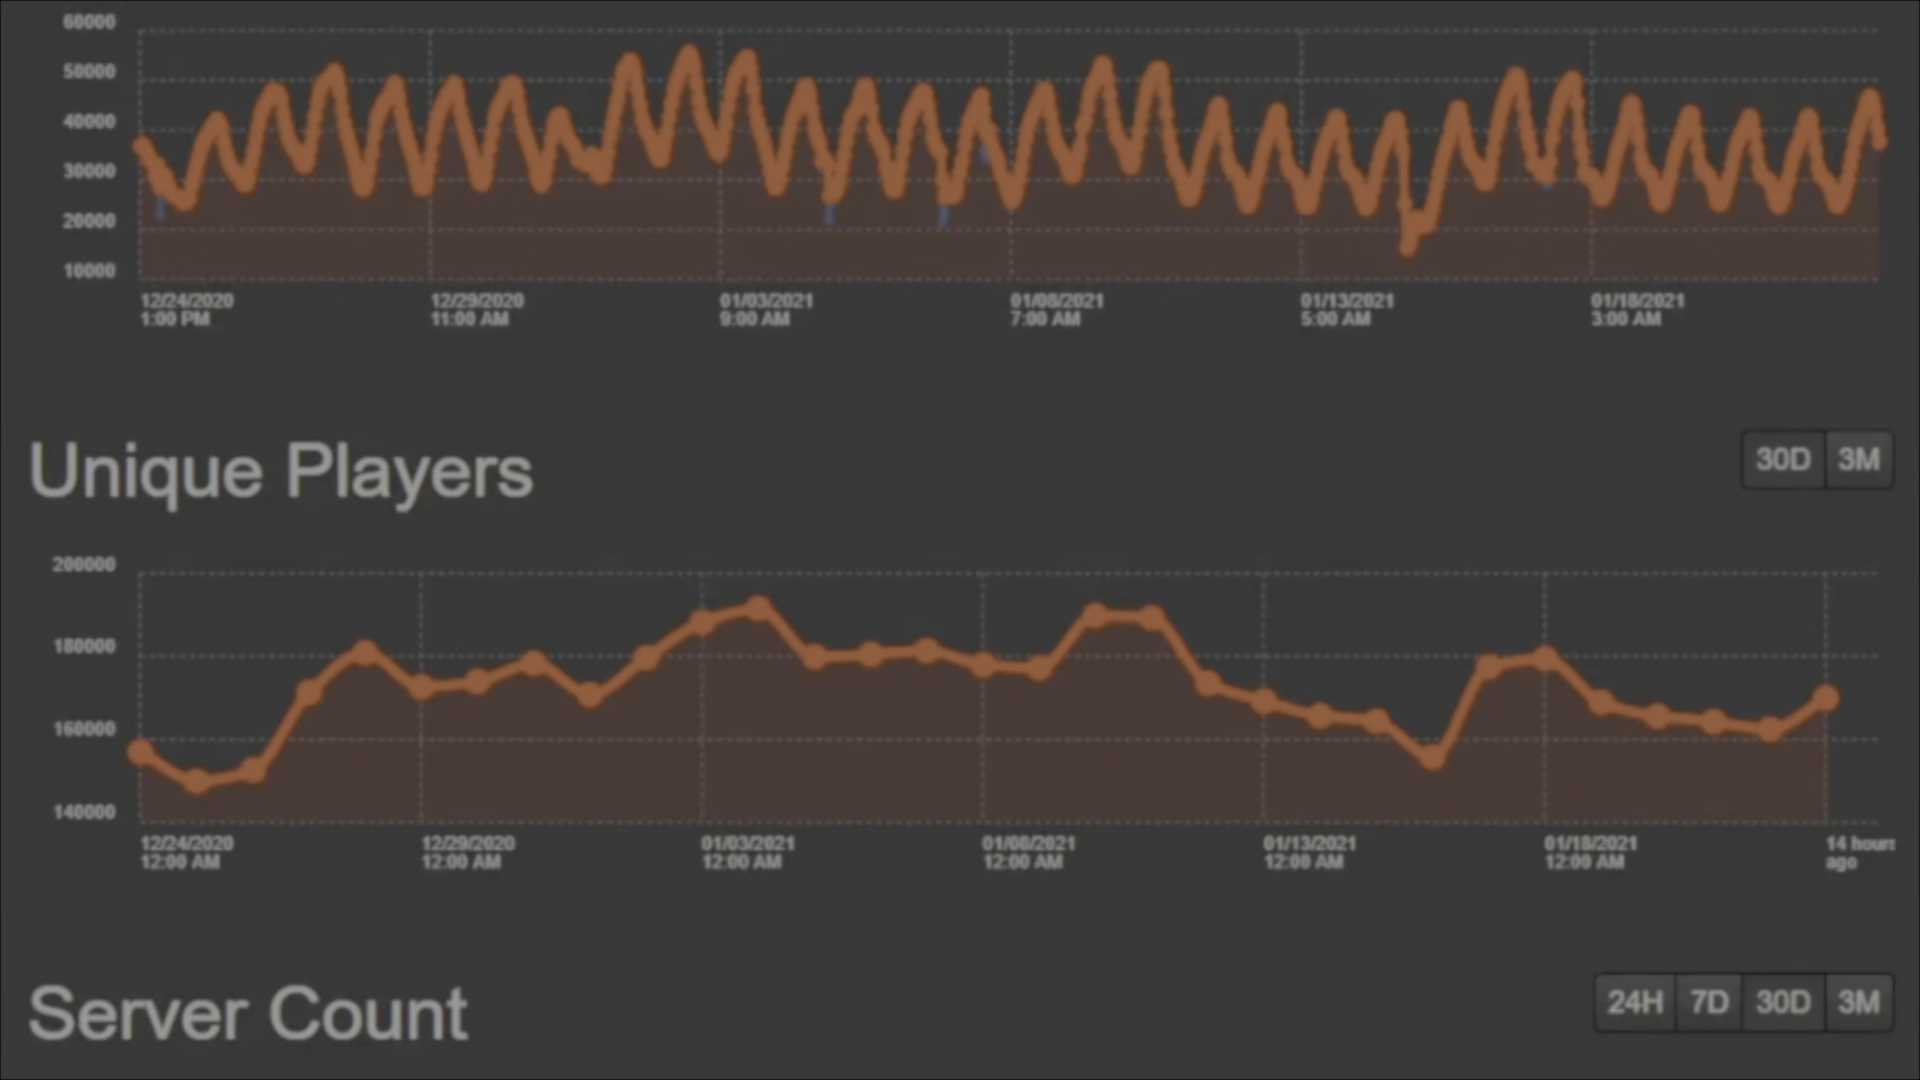 60000
50000
40000
30000
20000
10000
12/24/2020 12/29/2020 01/03/2021 01/08/2021 01/13/2021 01/18/2021
1:00 PM 11:00 AM 9:00 AM 7:00 AM 5:00 AM 3:00 AM
Unique Players 30D 3M
200000
180000
160000
140000
12/24/2020 12/29/2020 01/03/2021 01/08/2021 01/13/2021 01/18/2021 14 hours
12:00 AM 12:00 AM 12:00 AM 12:00 AM 12:00 AM 12:00 AM ago
Server Count 24H 7D 30D 3M